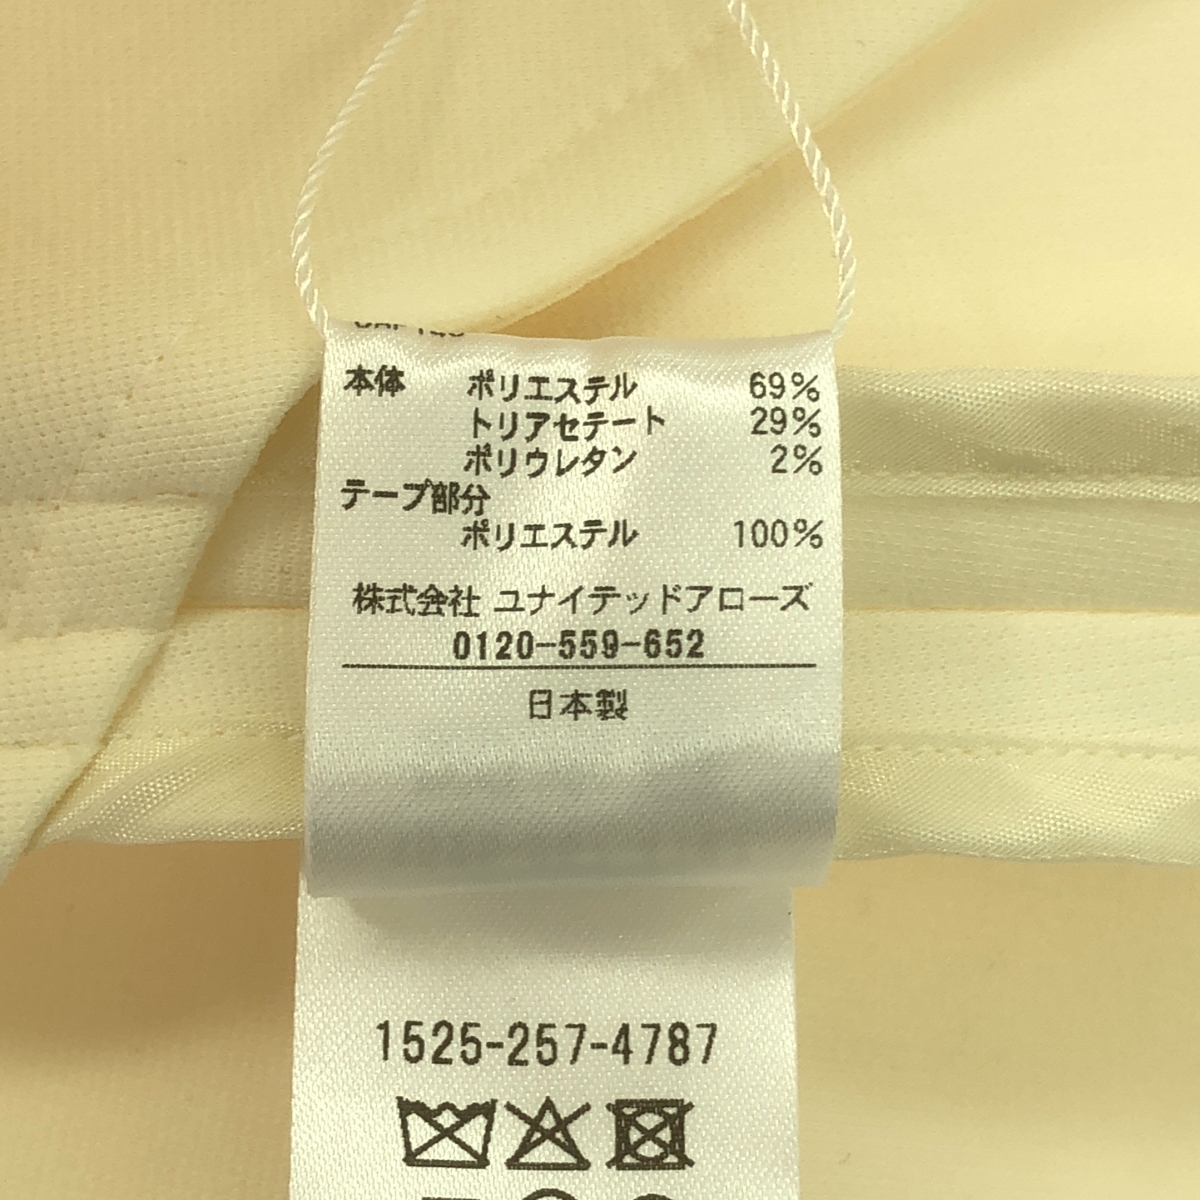 本体 ポリエステル 69%
トリアセテート 29%
ポリウレタン 2%
テープ部分
ポリエステル 100%
株式会社 ユナイテッドアローズ
0120-559-652
日本製
1525-257-4787